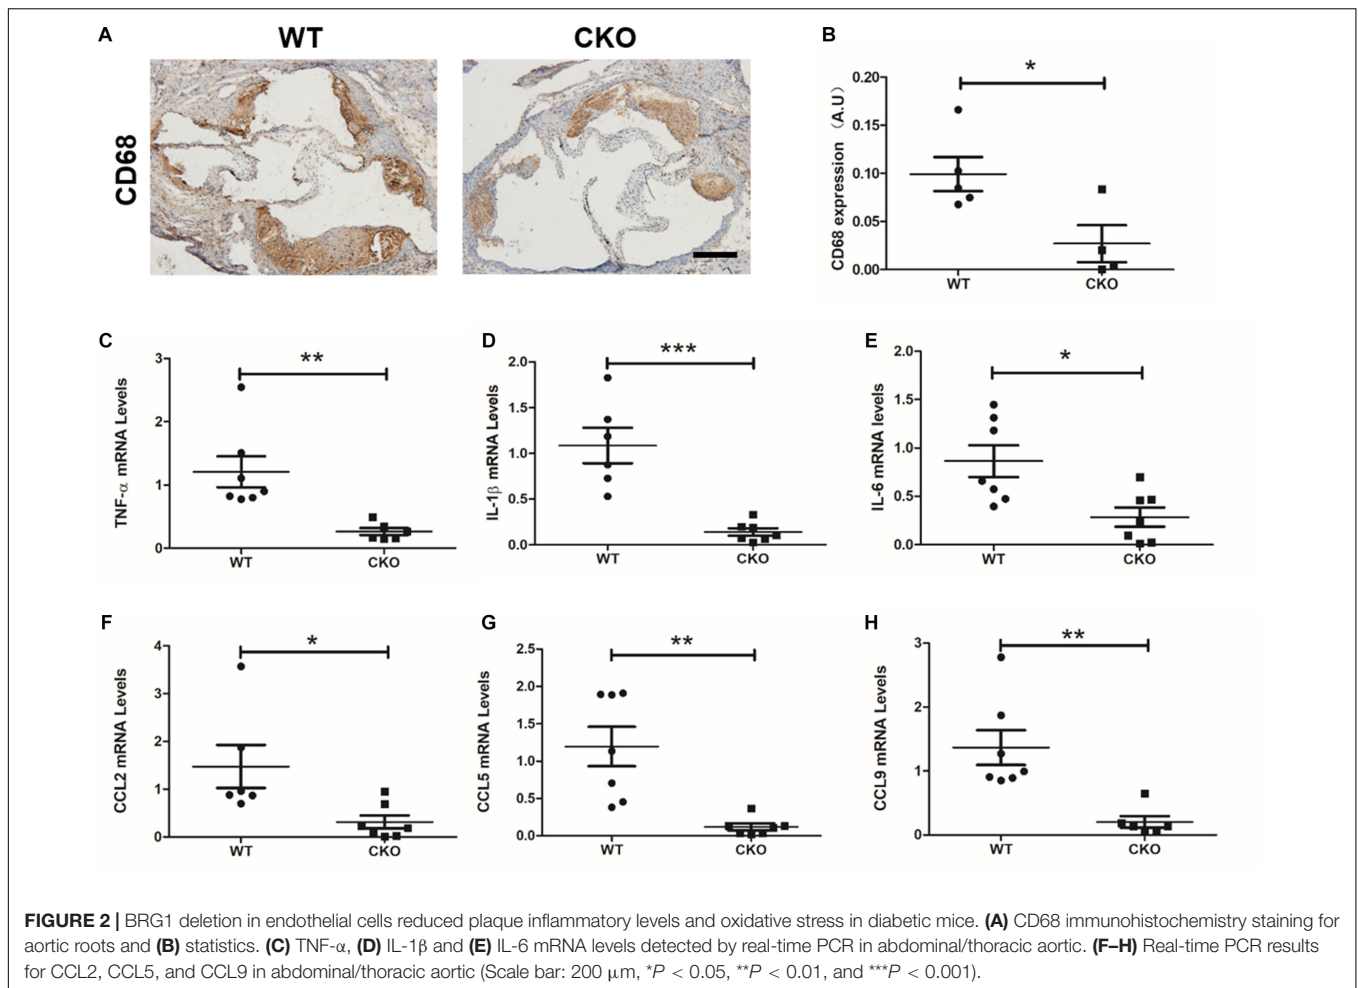 A
WT
CKO
CD68
B
CD68 expression (A.U)
0.20
0.15
0.10
0.05
0.00
*
WT
CKO
C
TNF-α mRNA Levels
3
2
1
0
**
WT
CKO
D
IL-1β mRNA Levels
2.0
1.5
1.0
0.5
0.0
***
WT
CKO
E
IL-6 mRNA levels
2.0
1.5
1.0
0.5
0.0
*
WT
CKO
F
CCL2 mRNA Levels
4
3
2
1
0
*
WT
CKO
G
CCL5 mRNA Levels
2.5
2.0
1.5
1.0
0.5
0.0
**
WT
CKO
H
CCL9 mRNA Levels
3
2
1
0
**
WT
CKO
FIGURE 2 | BRG1 deletion in endothelial cells reduced plaque inflammatory levels and oxidative stress in diabetic mice. (A) CD68 immunohistochemistry staining for
aortic roots and (B) statistics. (C) TNF-α, (D) IL-1β and (E) IL-6 mRNA levels detected by real-time PCR in abdominal/thoracic aortic. (F–H) Real-time PCR results
for CCL2, CCL5, and CCL9 in abdominal/thoracic aortic (Scale bar: 200 μm, *P < 0.05, **P < 0.01, and ***P < 0.001).